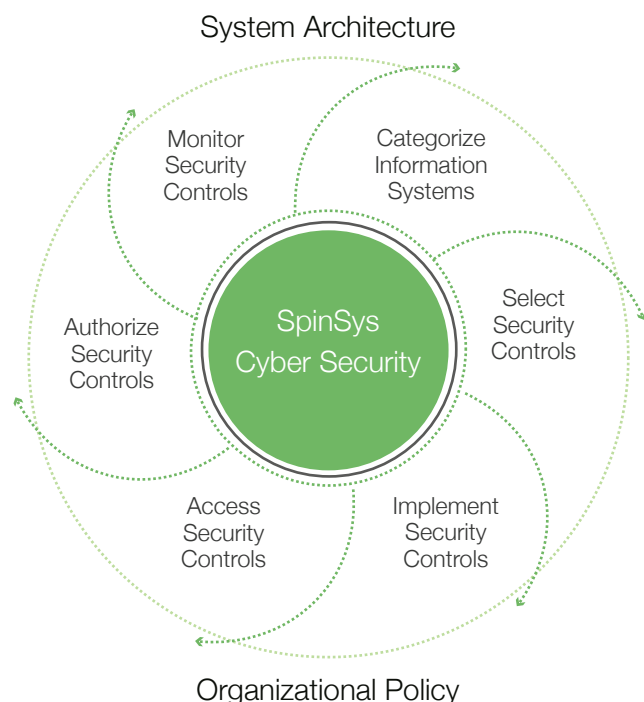 System Architecture
Monitor
Security
Controls
Categorize
Information
Systems
Select
Security
Controls
SpinSys
Cyber Security
Authorize
Security
Controls
Access
Security
Controls
Implement
Security
Controls
Organizational Policy